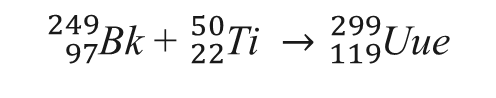 ²⁴⁹₉₇Bk + ⁵⁰₂₂Ti → ²⁹⁹₁₁₉Uue